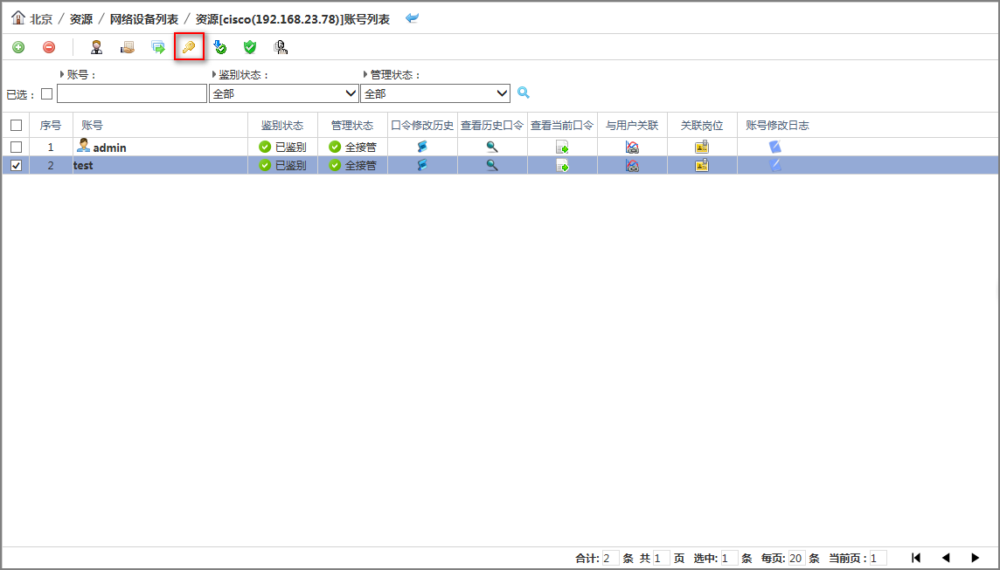 北京 / 资源 / 网络设备列表 / 资源[cisco(192.168.23.78)]账号列表
账号： 鉴别状态： 管理状态：
已选： 全部 全部
序号 账号 鉴别状态 管理状态 口令修改历史 查看历史口令 查看当前口令 与用户关联 关联岗位 账号修改日志
1 admin 已鉴别 全接管
2 test 已鉴别 全接管
合计: 2 条 共 1 页 选中: 1 条 每页: 20 条 当前页： 1